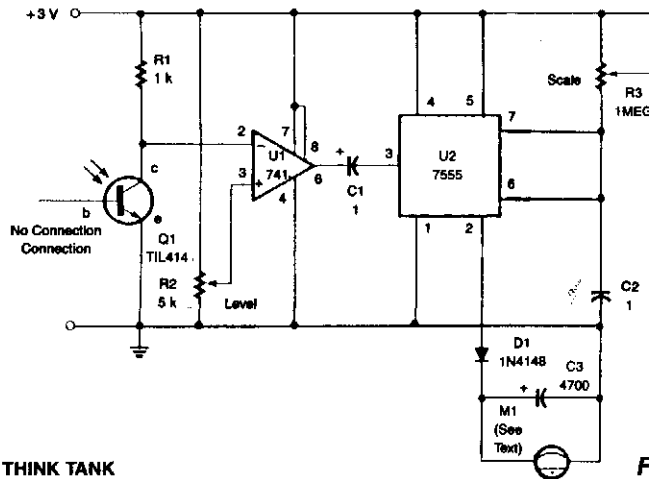 +3 V
R1
1 k
Scale
R3
1MEG
4
5
7
2
7
8
U1
741
−
+
3
6
4
+
C1
1
3
U2
7555
6
1
2
c
b
e
No Connection
Connection
Q1
TIL414
R2
5 k
Level
C2
1
D1
1N4148
C3
4700
+
M1
(See
Text)
THINK TANK
F